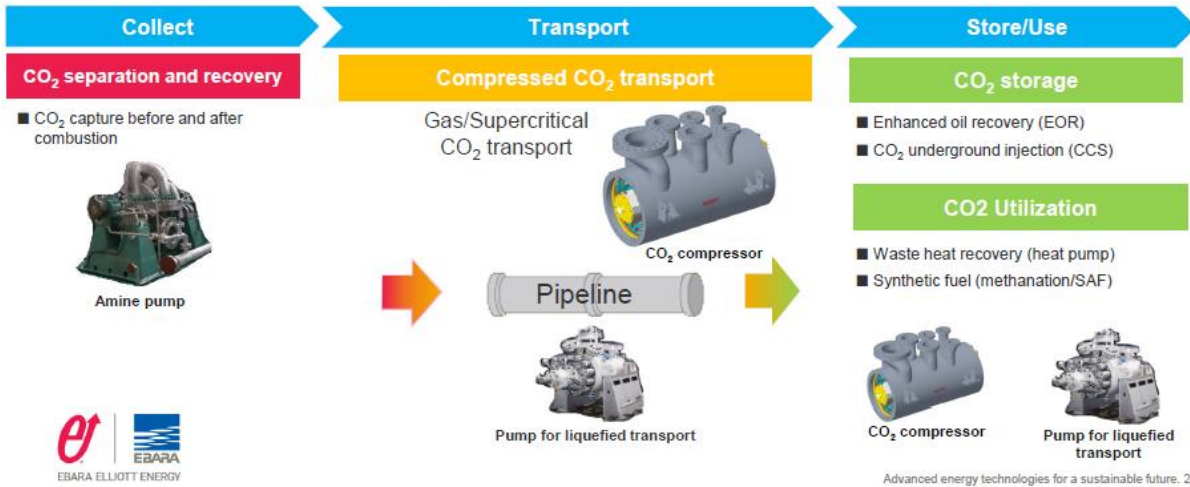 Collect
Transport
Store/Use
CO₂ separation and recovery
■ CO₂ capture before and after
combustion
Amine pump
Compressed CO₂ transport
Gas/Supercritical
CO₂ transport
CO₂ compressor
Pipeline
Pump for liquefied transport
CO₂ storage
■ Enhanced oil recovery (EOR)
■ CO₂ underground injection (CCS)
CO2 Utilization
■ Waste heat recovery (heat pump)
■ Synthetic fuel (methanation/SAF)
CO₂ compressor
Pump for liquefied
transport
EBARA
EBARA ELLIOTT ENERGY
Advanced energy technologies for a sustainable future. 2